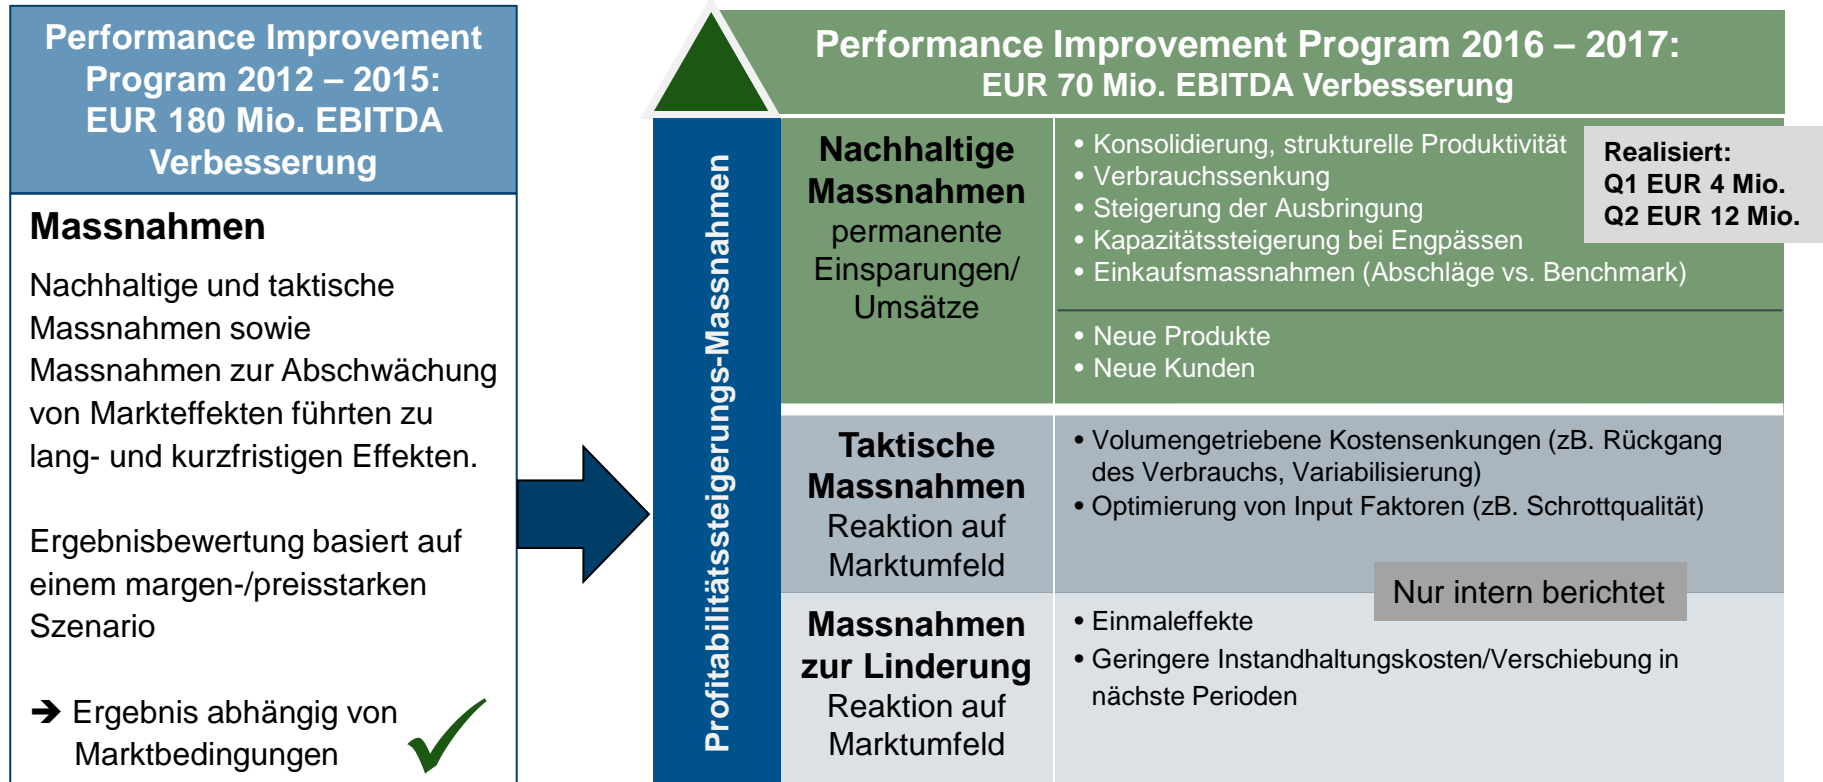 Performance Improvement
Program 2012 – 2015:
EUR 180 Mio. EBITDA
Verbesserung
Massnahmen
Nachhaltige und taktische
Massnahmen sowie
Massnahmen zur Abschwächung
von Markteffekten führten zu
lang- und kurzfristigen Effekten.
Ergebnisbewertung basiert auf
einem margen-/preisstarken
Szenario
➔ Ergebnis abhängig von
Marktbedingungen
Performance Improvement Program 2016 – 2017:
EUR 70 Mio. EBITDA Verbesserung
Profitabilitätssteigerungs-Massnahmen
Nachhaltige
Massnahmen
permanente
Einsparungen/
Umsätze
• Konsolidierung, strukturelle Produktivität
• Verbrauchssenkung
• Steigerung der Ausbringung
• Kapazitätssteigerung bei Engpässen
• Einkaufsmassnahmen (Abschläge vs. Benchmark)
Realisiert:
Q1 EUR 4 Mio.
Q2 EUR 12 Mio.
• Neue Produkte
• Neue Kunden
Taktische
Massnahmen
Reaktion auf
Marktumfeld
• Volumengetriebene Kostensenkungen (zB. Rückgang
des Verbrauchs, Variabilisierung)
• Optimierung von Input Faktoren (zB. Schrottqualität)
Nur intern berichtet
Massnahmen
zur Linderung
Reaktion auf
Marktumfeld
• Einmaleffekte
• Geringere Instandhaltungskosten/Verschiebung in
nächste Perioden